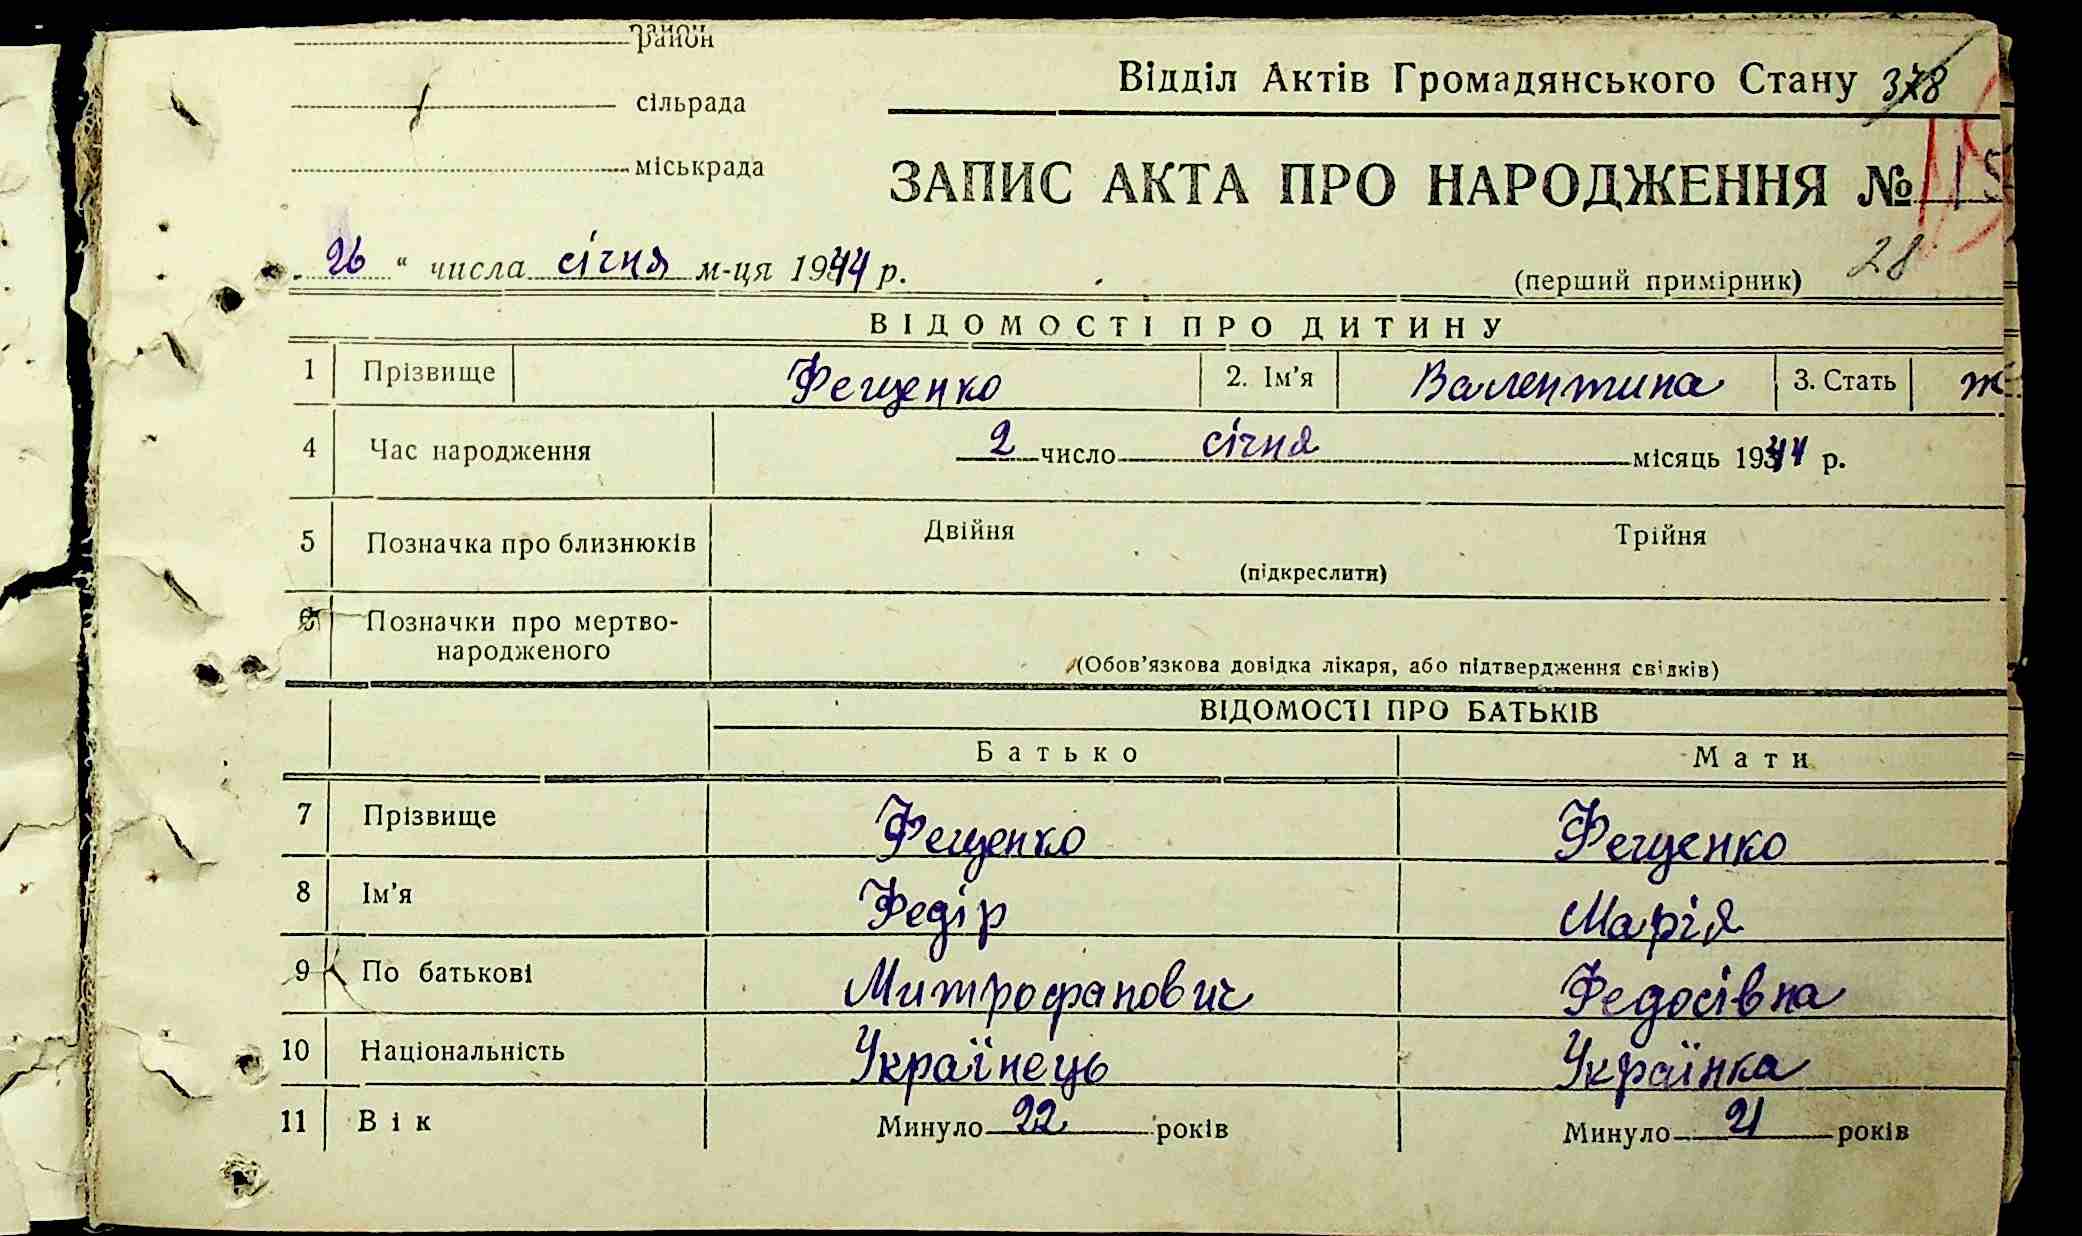 район
сільрада
міськрада
Відділ Актів Громадянського Стану 378
ЗАПИС АКТА ПРО НАРОДЖЕННЯ № 15
28
„ 26 “ числа січня м-ця 1944 р.
(перший примірник)
ВІДОМОСТІ ПРО ДИТИНУ
1 Прізвище Фещенко 2. Ім'я Валентина 3. Стать ж
4 Час народження 2 число січня місяць 1944 р.
5 Позначка про близнюків Двійня Трійня
(підкреслити)
6 Позначки про мертво-
народженого
(Обов'язкова довідка лікаря, або підтвердження свідків)
ВІДОМОСТІ ПРО БАТЬКІВ
Батько Мати
7 Прізвище Фещенко Фещенко
8 Ім'я Федір Марія
9 По батькові Митрофанович Федосівна
10 Національність Українець Українка
11 Вік Минуло 22 років Минуло 21 років